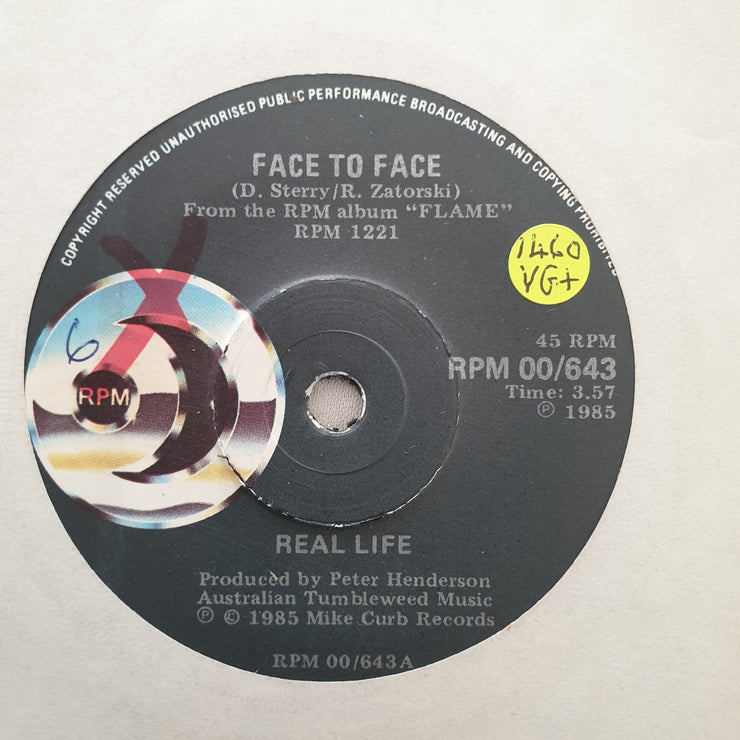 COPYRIGHT RESERVED UNAUTHORISED PUBLIC PERFORMANCE BROADCASTING AND COPYING PROHIBITED
FACE TO FACE
(D. Sterry/R. Zatorski)
From the RPM album “FLAME”
RPM 1221
1460
VG+
6
RPM
45 RPM
RPM 00/643
Time: 3.57
Ⓟ 1985
REAL LIFE
Produced by Peter Henderson
Australian Tumbleweed Music
Ⓟ © 1985 Mike Curb Records
RPM 00/643A